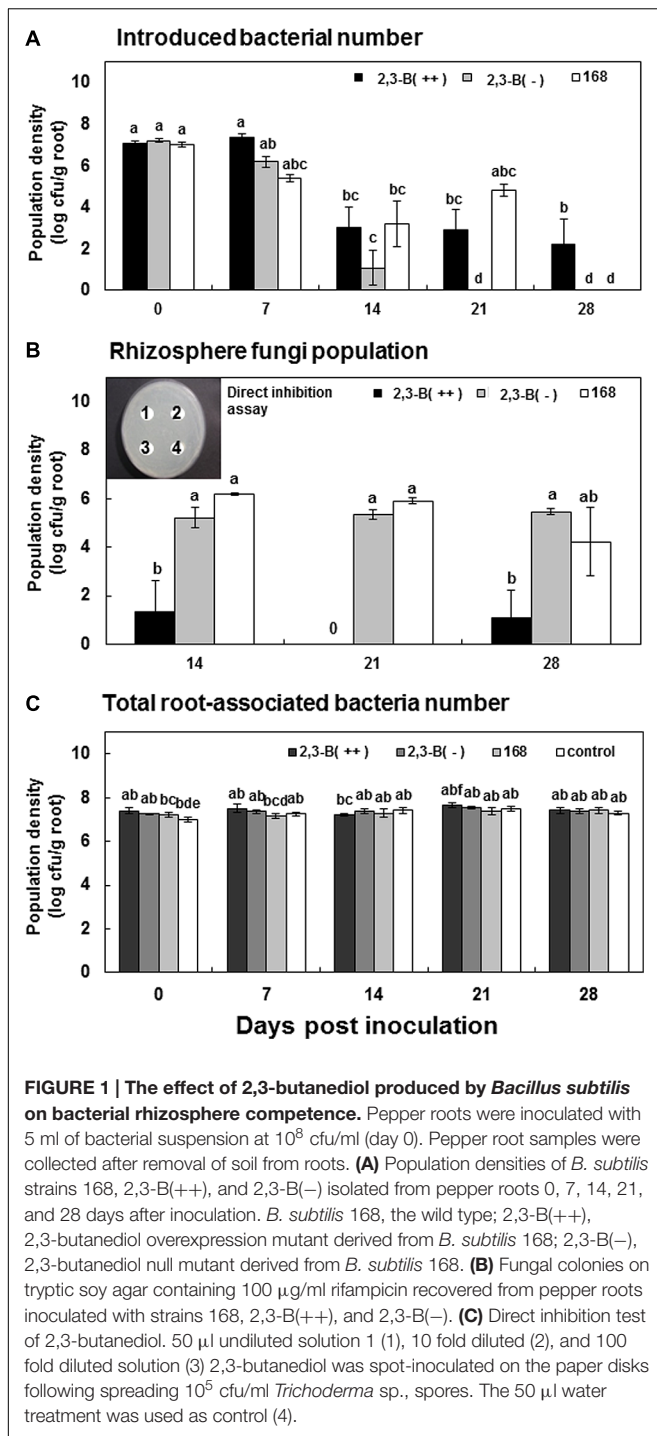 A Introduced bacterial number
2,3-B( ++ ) 2,3-B( - ) 168
Population density
(log cfu/g root)
10
8
6
4
2
0
a a a a ab abc bc c bc bc d abc b d d
0 7 14 21 28
B Rhizosphere fungi population
Direct inhibition
assay
2,3-B( ++ ) 2,3-B( - ) 168
1 2
3 4
Population density
(log cfu/g root)
10
8
6
4
2
0
b a a 0 a a b a ab
14 21 28
C Total root-associated bacteria number
2,3-B( ++ ) 2,3-B( - ) 168 control
Population density
(log cfu/g root)
10
8
6
4
2
0
ab ab bc bde ab ab bcd ab bc ab ab ab abf ab ab ab ab ab ab ab
0 7 14 21 28
Days post inoculation
FIGURE 1 | The effect of 2,3-butanediol produced by Bacillus subtilis
on bacterial rhizosphere competence. Pepper roots were inoculated with
5 ml of bacterial suspension at 10⁸ cfu/ml (day 0). Pepper root samples were
collected after removal of soil from roots. (A) Population densities of B. subtilis
strains 168, 2,3-B(++), and 2,3-B(−) isolated from pepper roots 0, 7, 14, 21,
and 28 days after inoculation. B. subtilis 168, the wild type; 2,3-B(++),
2,3-butanediol overexpression mutant derived from B. subtilis 168; 2,3-B(−),
2,3-butanediol null mutant derived from B. subtilis 168. (B) Fungal colonies on
tryptic soy agar containing 100 μg/ml rifampicin recovered from pepper roots
inoculated with strains 168, 2,3-B(++), and 2,3-B(−). (C) Direct inhibition test
of 2,3-butanediol. 50 μl undiluted solution 1 (1), 10 fold diluted (2), and 100
fold diluted solution (3) 2,3-butanediol was spot-inoculated on the paper disks
following spreading 10⁵ cfu/ml Trichoderma sp., spores. The 50 μl water
treatment was used as control (4).